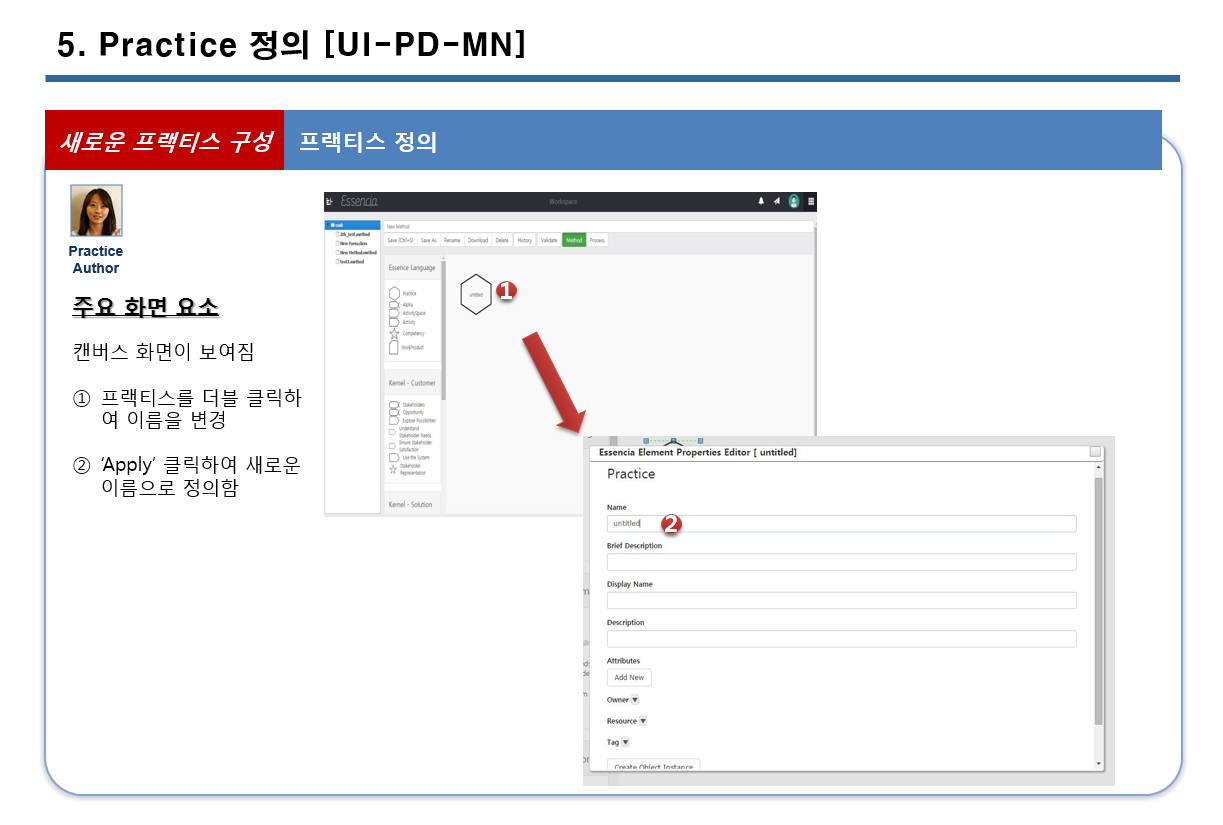 5. Practice 정의 [UI-PD-MN]
새로운 프랙티스 구성
프랙티스 정의
Practice
Author
주요 화면 요소
캔버스 화면이 보여짐
① 프랙티스를 더블 클릭하
여 이름을 변경
② ‘Apply’ 클릭하여 새로운
이름으로 정의함
Essencia
Workspace
New Method
New Method.method
test1.method
Save (Ctrl+S) Save As Rename Download Delete History Validate Method Process
Essence Language
Practice
Alpha
ActivitySpace
Activity
Competency
WorkProduct
Kernel - Customer
Stakeholders
Opportunity
Explore Possibilities
Understand
Stakeholder Needs
Ensure Stakeholder
Satisfaction
Use the System
Stakeholder
Representation
Kernel - Solution
untitled
1
Essencia Element Properties Editor [ untitled]
Practice
Name
untitled
2
Brief Description
Display Name
Description
Attributes
Add New
Owner
Resource
Tag
Create Object Instance